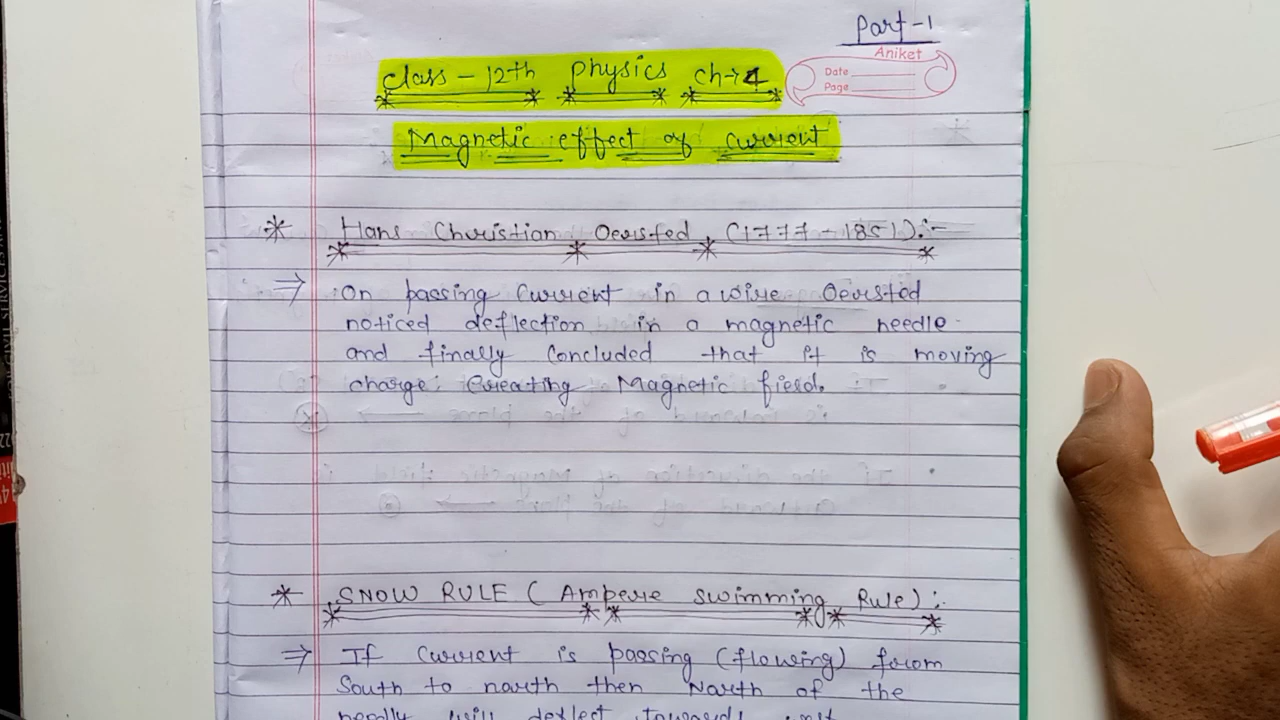 Part-1
Aniket
Date
Page
Class - 12th Physics Ch→4
Magnetic effect of Current
* Hans Christian Oersted, (1777-1851):-
⇒ On passing Current in a wire Oersted
noticed deflection in a magnetic needle
and finally Concluded that it is moving
charge Creating Magnetic field.
* SNOW RULE (Ampere swimming Rule):
⇒ If Current is passing (flowing) from
South to north then North of the
will deflect towards